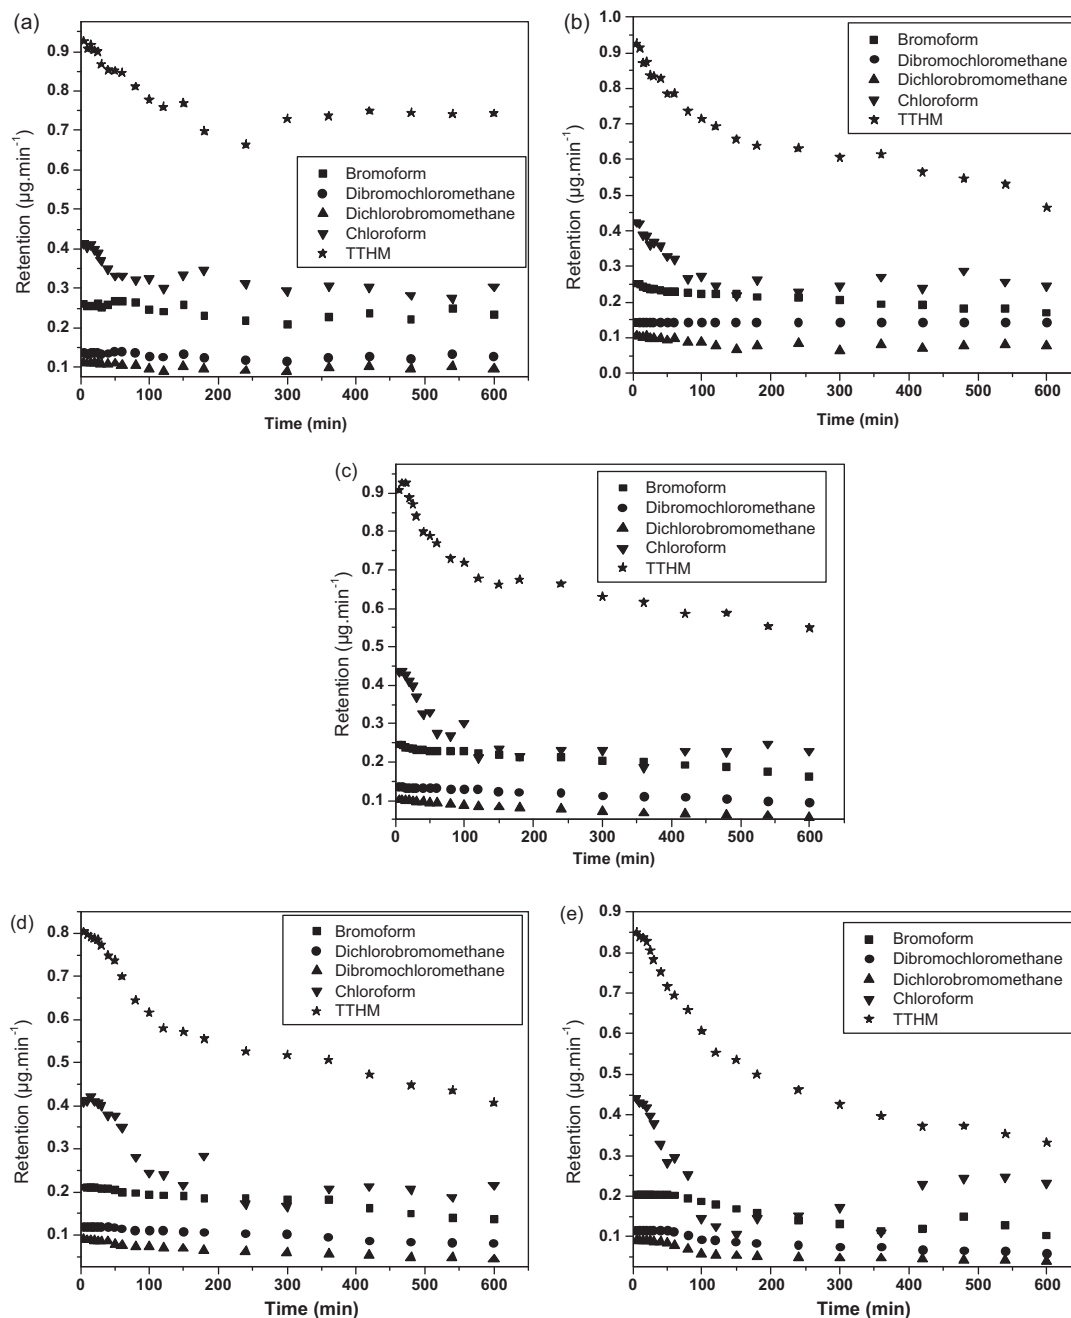 (a)
Retention (µg.min⁻¹)
0.9
0.8
0.7
0.6
0.5
0.4
0.3
0.2
0.1
0 100 200 300 400 500 600
Time (min)
Bromoform
Dibromochloromethane
Dichlorobromomethane
Chloroform
TTHM
(b)
Retention (µg.min⁻¹)
1.0
0.9
0.8
0.7
0.6
0.5
0.4
0.3
0.2
0.1
0.0
0 100 200 300 400 500 600
Time (min)
Bromoform
Dibromochloromethane
Dichlorobromomethane
Chloroform
TTHM
(c)
Retention (µg.min⁻¹)
0.9
0.8
0.7
0.6
0.5
0.4
0.3
0.2
0.1
0 100 200 300 400 500 600
Time (min)
Bromoform
Dibromochloromethane
Dichlorobromomethane
Chloroform
TTHM
(d)
Retention (µg.min⁻¹)
0.8
0.7
0.6
0.5
0.4
0.3
0.2
0.1
0 100 200 300 400 500 600
Time (min)
Bromoform
Dichlorobromomethane
Dibromochloromethane
Chloroform
TTHM
(e)
Retention (µg.min⁻¹)
0.9
0.8
0.7
0.6
0.5
0.4
0.3
0.2
0.1
0 100 200 300 400 500 600
Time (min)
Bromoform
Dibromochloromethane
Dichlorobromomethane
Chloroform
TTHM